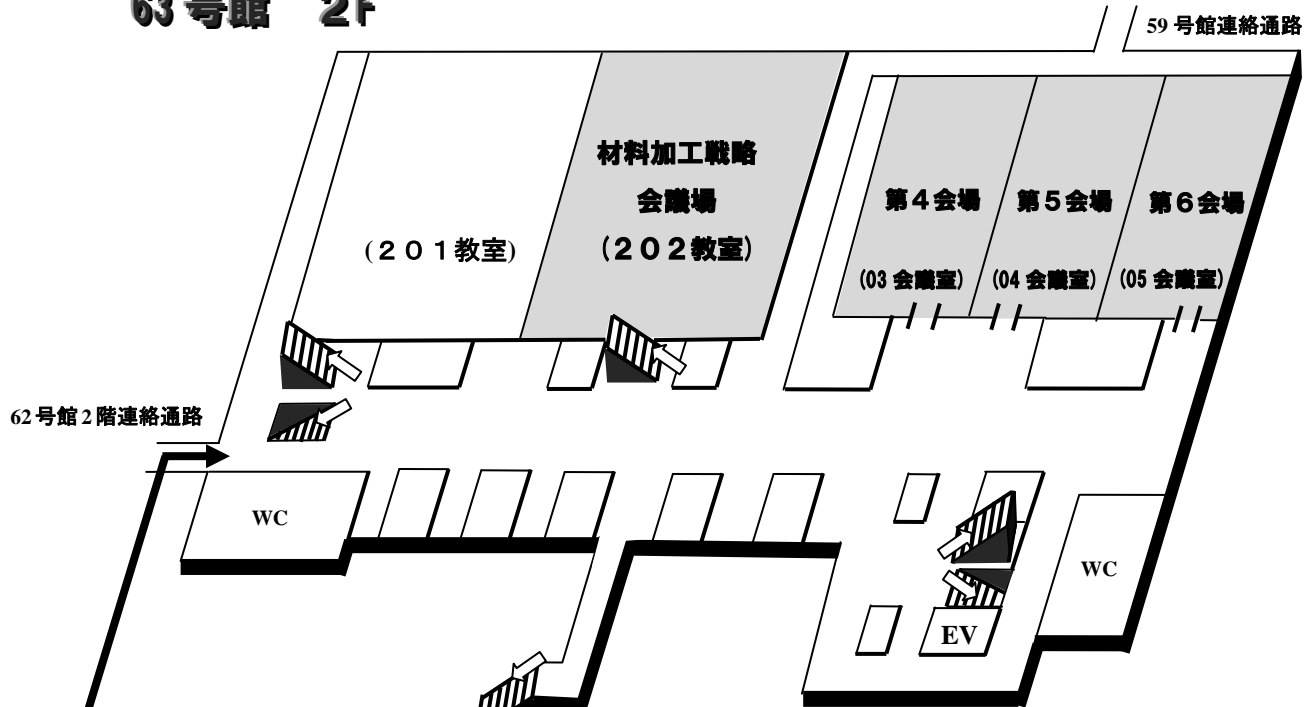 63 号館　2F
59 号館連絡通路
材料加工戦略
会議場
(２０２教室)
(２０１教室)
第４会場
(03 会議室)
第５会場
(04 会議室)
第６会場
(05 会議室)
62 号館 2 階連絡通路
WC
WC
EV